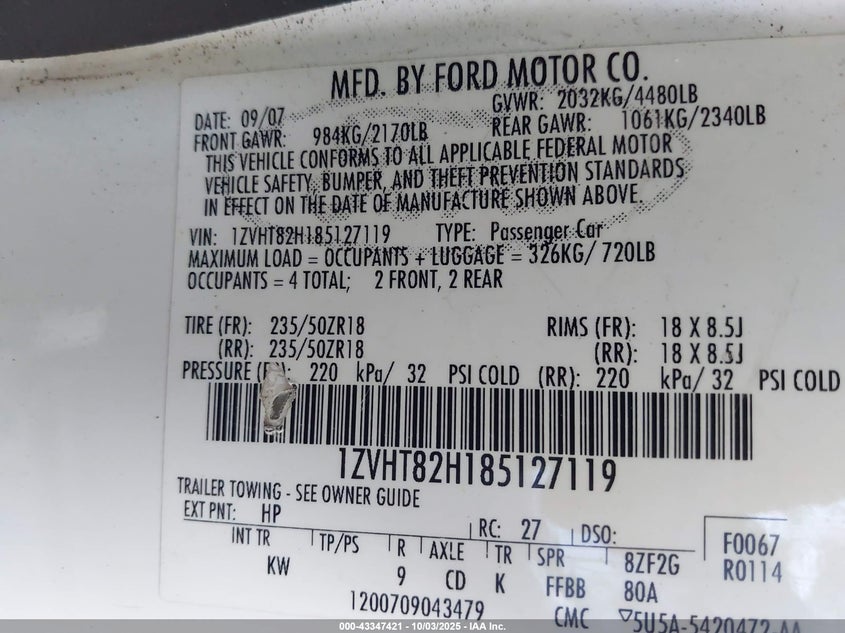 MFD. BY FORD MOTOR CO.
DATE: 09/07 GVWR: 2032KG/4480LB
FRONT GAWR: 984KG/2170LB REAR GAWR: 1061KG/2340LB
THIS VEHICLE CONFORMS TO ALL APPLICABLE FEDERAL MOTOR
VEHICLE SAFETY, BUMPER, AND THEFT PREVENTION STANDARDS
IN EFFECT ON THE DATE OF MANUFACTURE SHOWN ABOVE.
VIN: 1ZVHT82H185127119 TYPE: Passenger Car
MAXIMUM LOAD = OCCUPANTS + LUGGAGE = 326KG/ 720LB
OCCUPANTS = 4 TOTAL; 2 FRONT, 2 REAR
TIRE (FR): 235/50ZR18 RIMS (FR): 18 X 8.5J
(RR): 235/50ZR18 (RR): 18 X 8.5J
PRESSURE 220 kPa/ 32 PSI COLD (RR): 220 kPa/ 32 PSI COLD
1ZVHT82H185127119
TRAILER TOWING - SEE OWNER GUIDE
EXT PNT: HP RC: 27 DSO: F0067
INT TR TP/PS R AXLE TR SPR 8ZF2G R0114
KW 9 CD K FFBB 80A
1200709043479 CMC 5U5A-5420472-AA
000-43347421 - 10/03/2025 - IAA Inc.